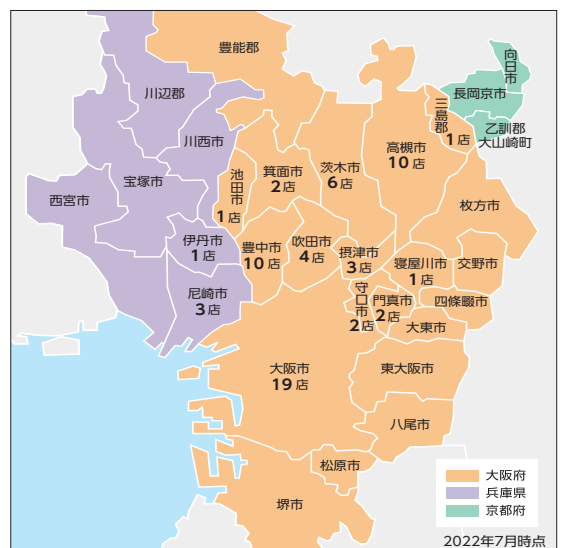 豊能郡
向日市
川辺郡
長岡京市
三島郡
1店
乙訓郡
大山崎町
川西市
高槻市
10店
茨木市
6店
箕面市
2店
池田市
1店
宝塚市
西宮市
枚方市
伊丹市
1店
豊中市
10店
吹田市
4店
摂津市
3店
寝屋川市
1店
交野市
尼崎市
3店
守口市
2店
門真市
2店
四條畷市
大東市
大阪市
19店
東大阪市
八尾市
松原市
堺市
大阪府
兵庫県
京都府
2022年7月時点